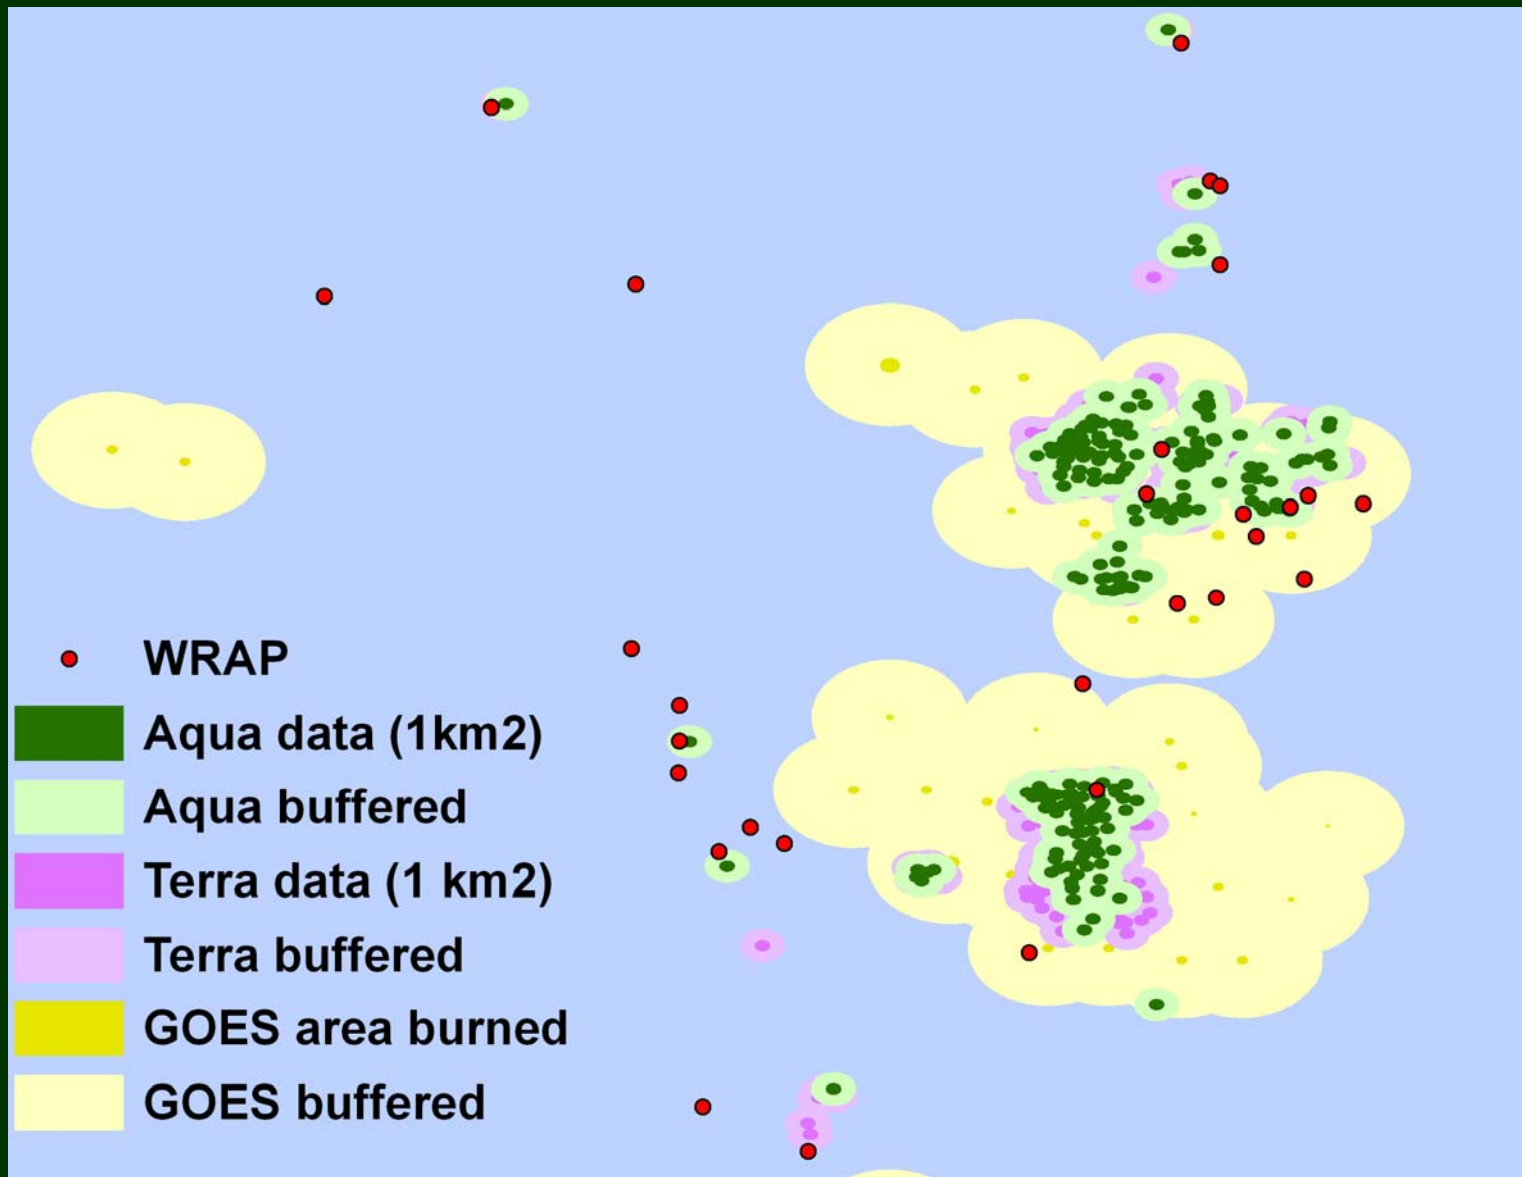 WRAP
Aqua data (1km2)
Aqua buffered
Terra data (1 km2)
Terra buffered
GOES area burned
GOES buffered